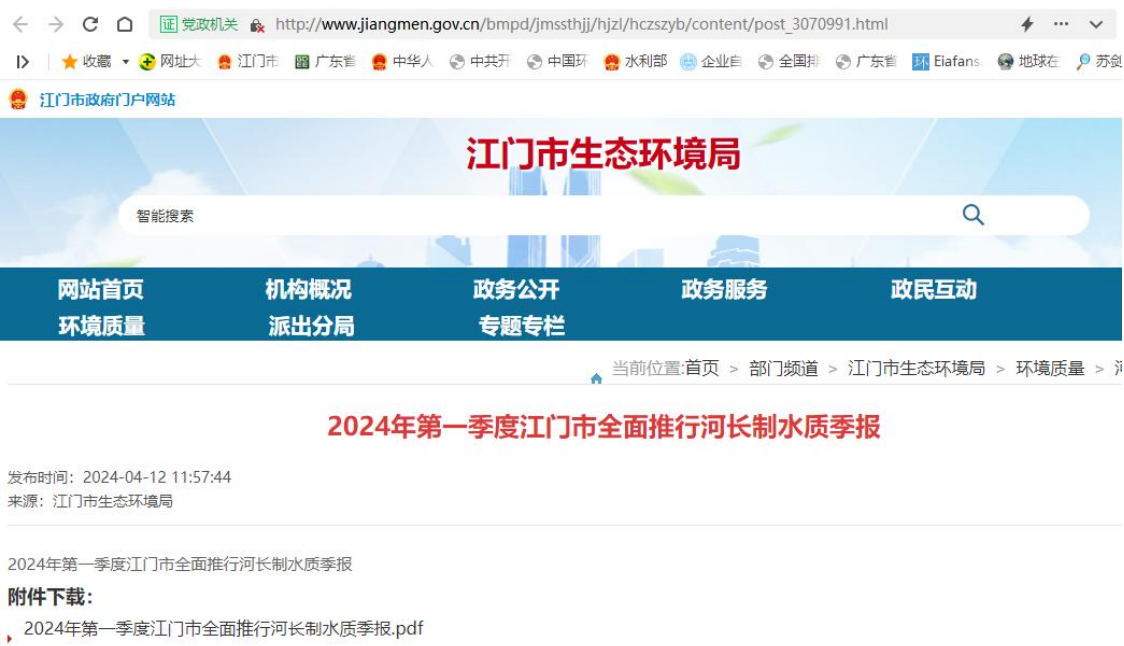 证 党政机关 http://www.jiangmen.gov.cn/bmpd/jmssthjj/hjzl/hczszyb/content/post_3070991.html
收藏 网址大 江门市 广东省 中华人 中共开 中国环 水利部 企业自 全国排 广东省 环 Eiafans. 地球在 苏剑
江门市政府门户网站
江门市生态环境局
智能搜索
网站首页 机构概况 政务公开 政务服务 政民互动
环境质量 派出分局 专题专栏
当前位置:首页 > 部门频道 > 江门市生态环境局 > 环境质量 >
2024年第一季度江门市全面推行河长制水质季报
发布时间：2024-04-12 11:57:44
来源：江门市生态环境局
2024年第一季度江门市全面推行河长制水质季报
附件下载：
2024年第一季度江门市全面推行河长制水质季报.pdf